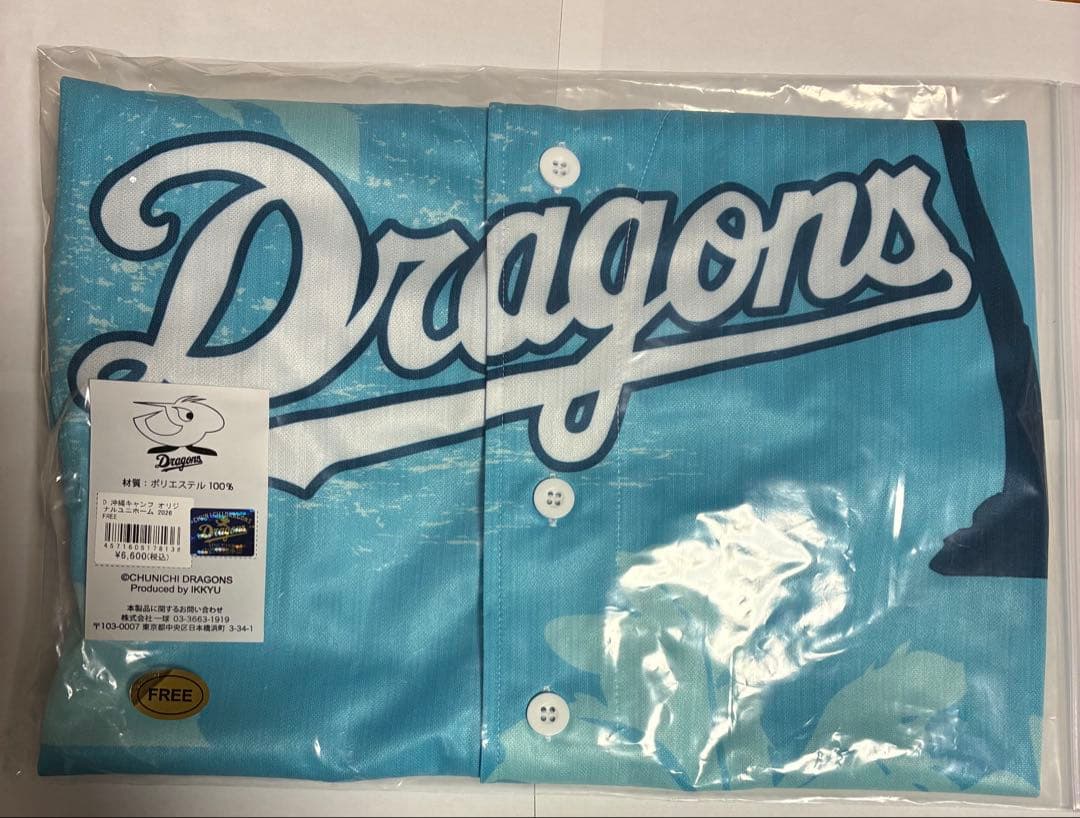 Dragons
Dragons
材質：ポリエステル 100%
D 沖縄キャンプ オリジ
ナルユニホーム 2026
FREE
4571605178138
¥6,600(税込)
CHUNICHI DRAGONS
Dragons
©CHUNICHI DRAGONS
Produced by IKKYU
本製品に関するお問い合わせ
株式会社 一球 03-3663-1919
〒103-0007 東京都中央区日本橋浜町 3-34-1
FREE